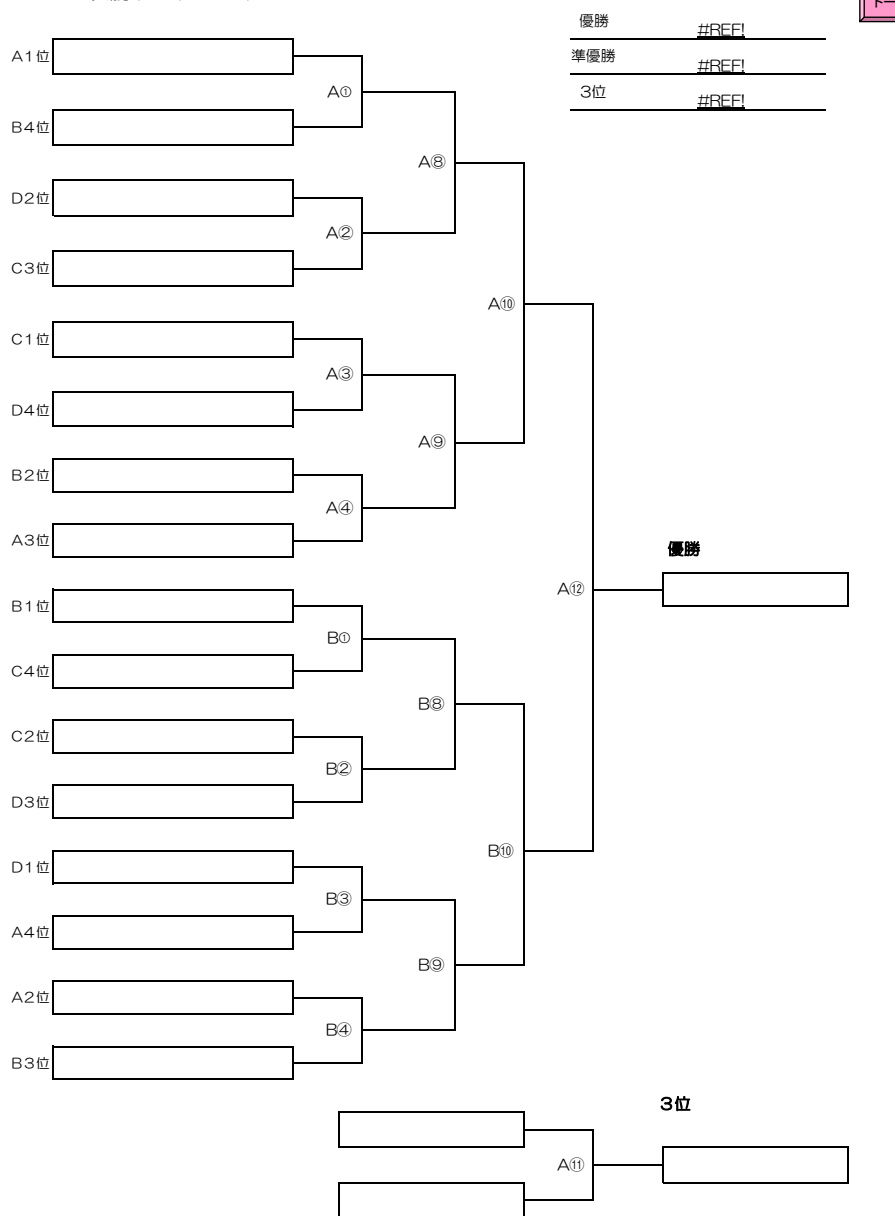 優勝 #REF!
準優勝 #REF!
3位 #REF!
A1位
A①
B4位
A⑧
D2位
A②
C3位
A⑩
C1位
A③
D4位
A⑨
B2位
A④
A3位
優勝
A⑫
B1位
B①
C4位
B⑧
C2位
B②
D3位
B⑩
D1位
B③
A4位
B⑨
A2位
B④
B3位
3位
A⑪